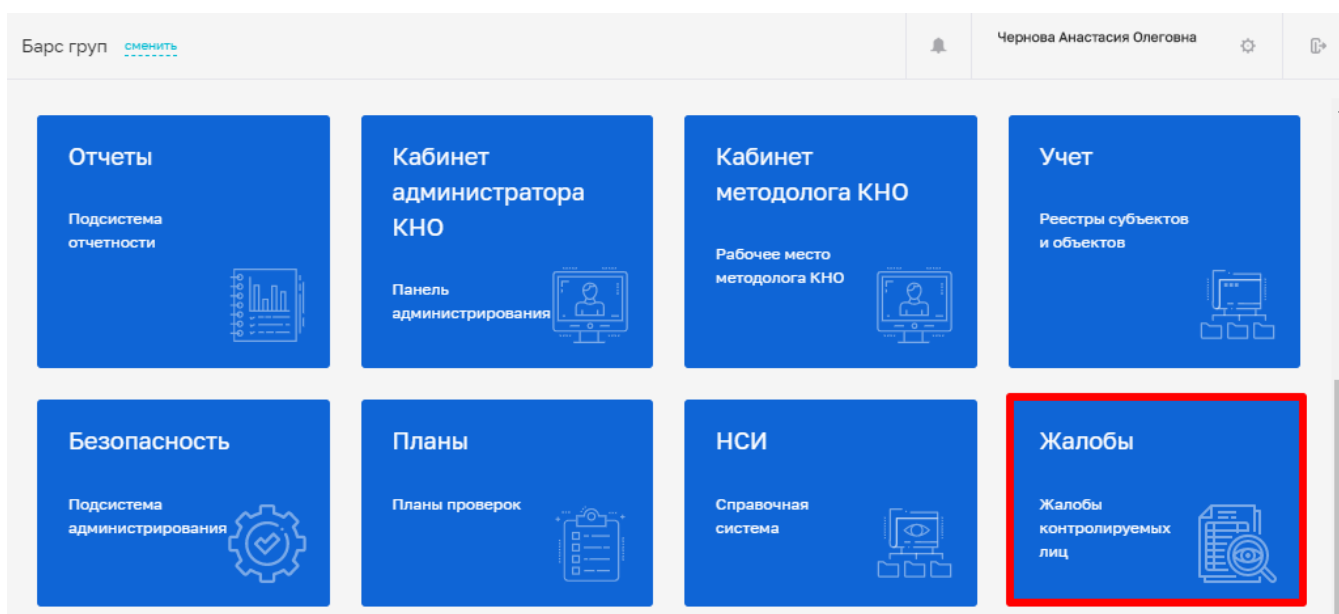 Барс груп сменить
Чернова Анастасия Олеговна
Отчеты
Подсистема
отчетности
Кабинет
администратора
КНО
Панель
администрирования
Кабинет
методолога КНО
Рабочее место
методолога КНО
Учет
Реестры субъектов
и объектов
Безопасность
Подсистема
администрирования
Планы
Планы проверок
НСИ
Справочная
система
Жалобы
Жалобы
контролируемых
лиц